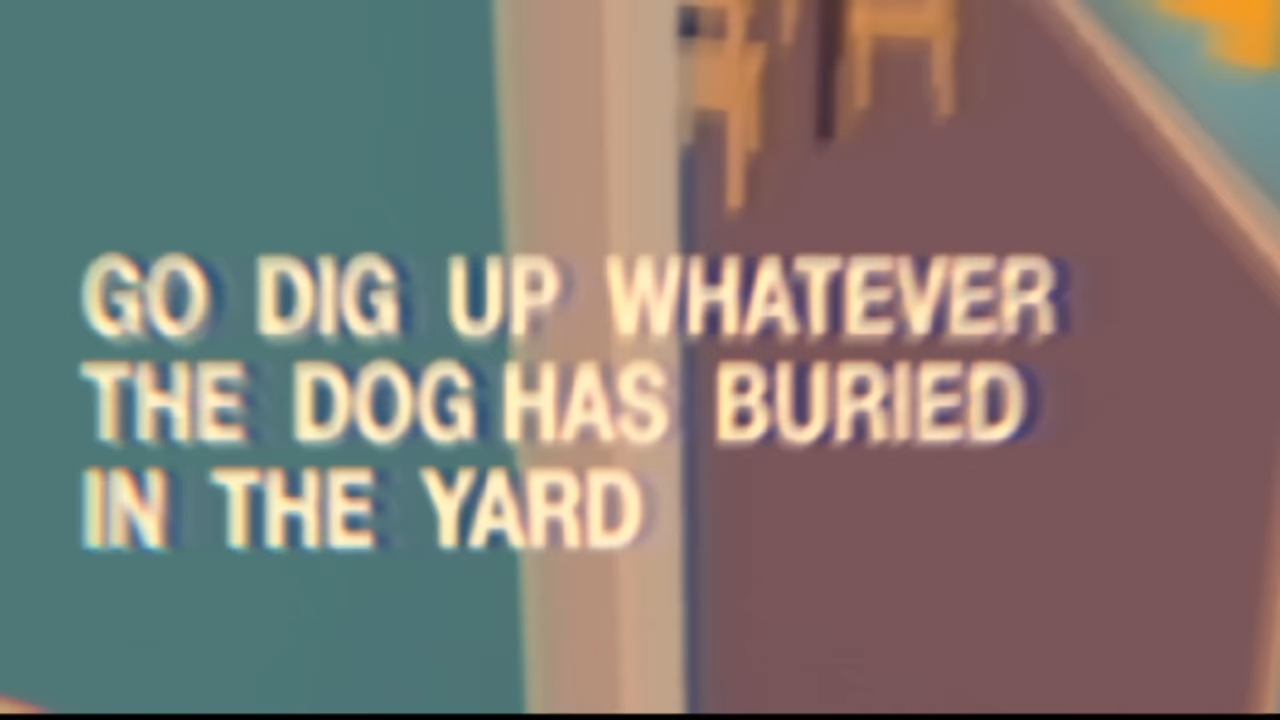 GO DIG UP WHATEVER
THE DOG HAS BURIED
IN THE YARD